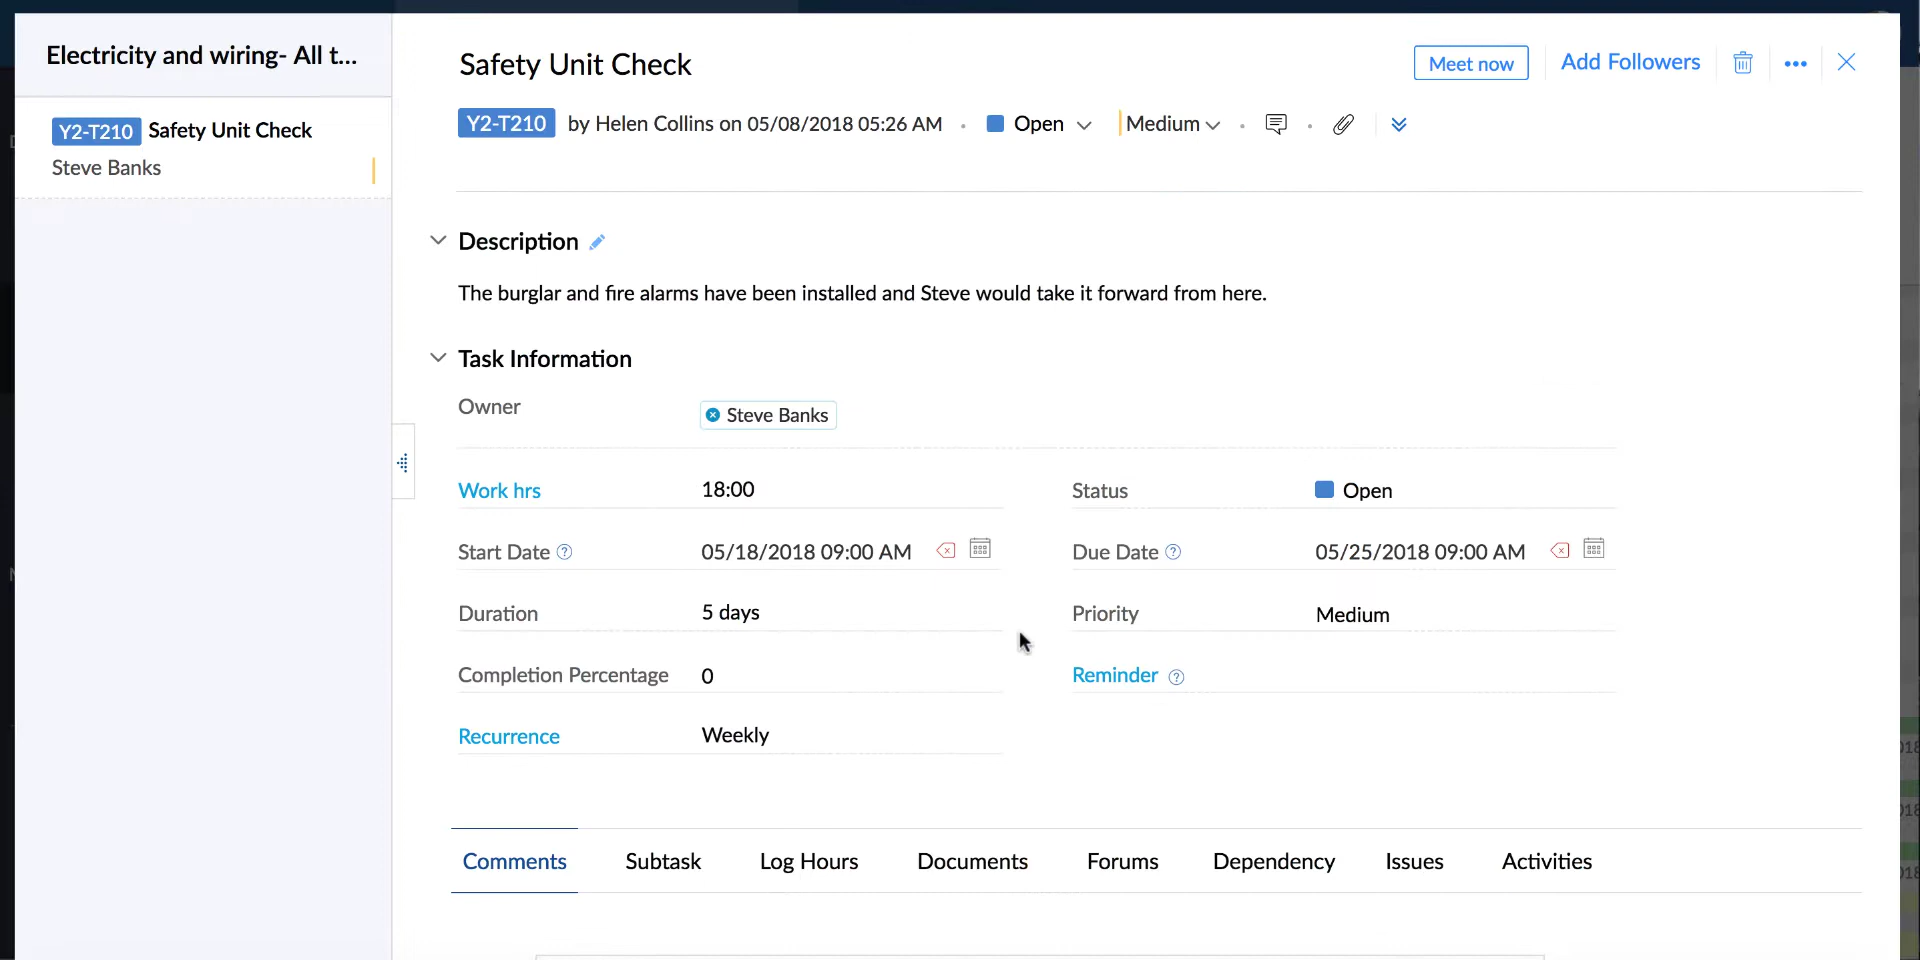 Electricity and wiring- All t...
Y2-T210 Safety Unit Check
Steve Banks
Safety Unit Check
Meet now
Add Followers
Y2-T210 by Helen Collins on 05/08/2018 05:26 AM
Open
Medium
Description
The burglar and fire alarms have been installed and Steve would take it forward from here.
Task Information
Owner
Steve Banks
Work hrs 18:00
Status Open
Start Date 05/18/2018 09:00 AM
Due Date 05/25/2018 09:00 AM
Duration 5 days
Priority Medium
Completion Percentage 0
Reminder
Recurrence Weekly
Comments Subtask Log Hours Documents Forums Dependency Issues Activities